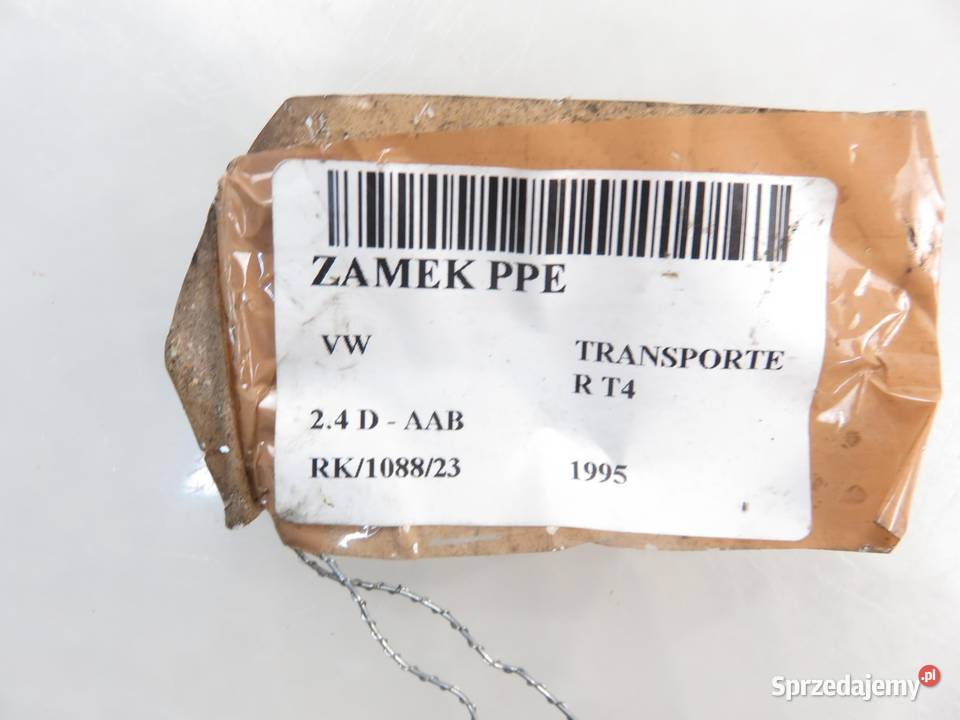 ZAMEK PPE
VW
TRANSPORTE
R T4
2.4 D - AAB
RK/1088/23
1995
Sprzedajemy.pl